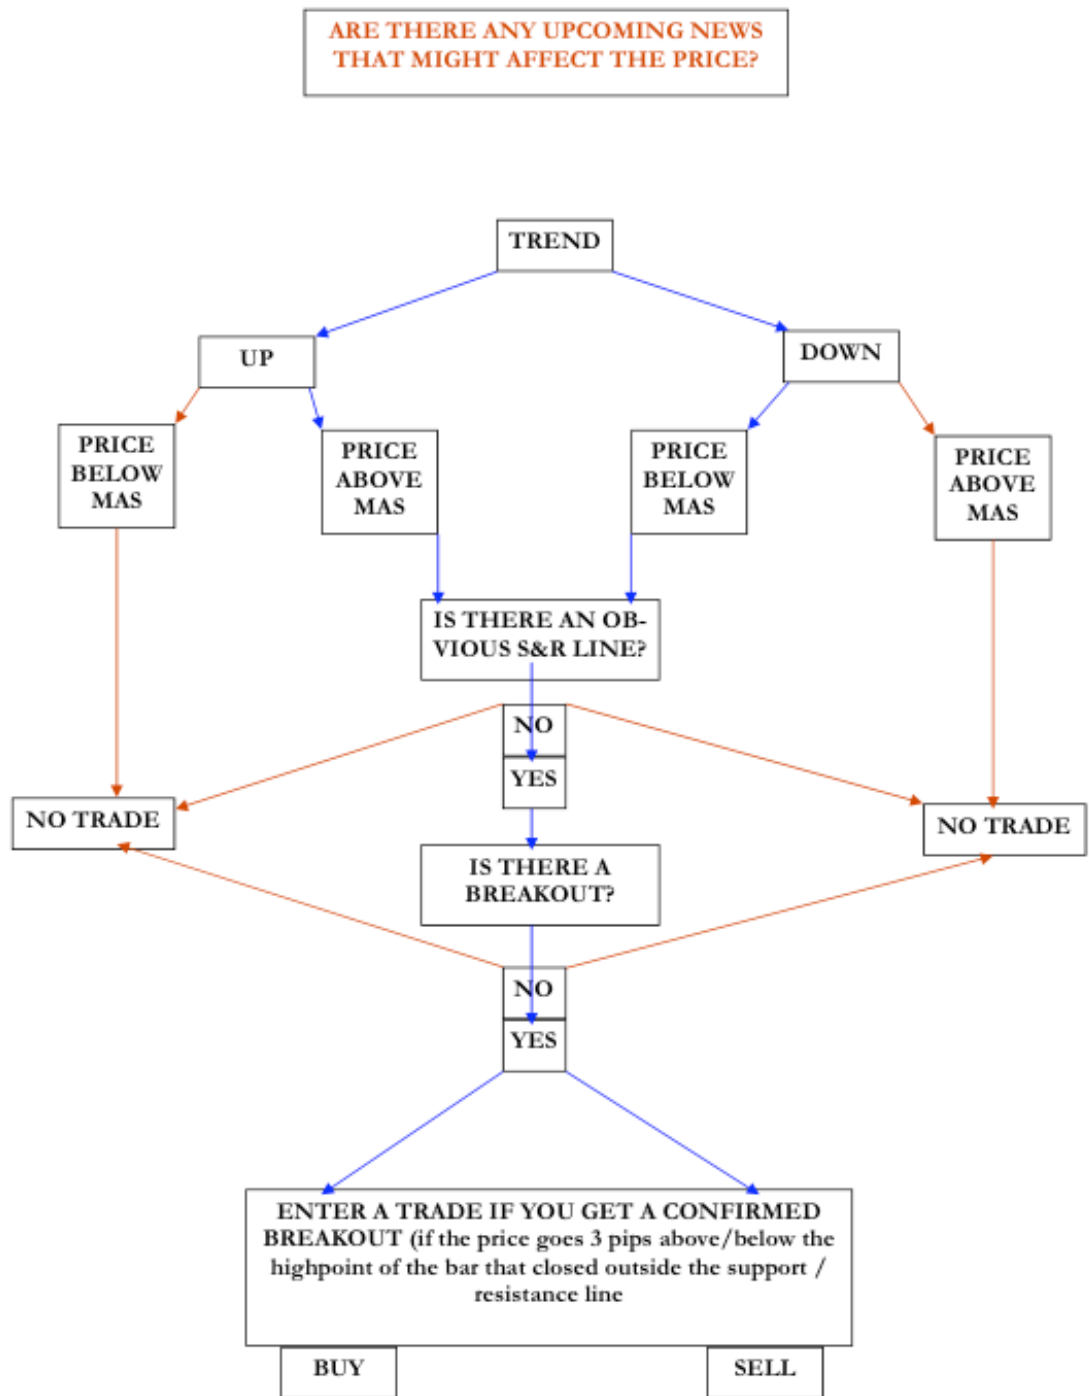 ARE THERE ANY UPCOMING NEWS
THAT MIGHT AFFECT THE PRICE?
TREND
UP
DOWN
PRICE
BELOW
MAS
PRICE
ABOVE
MAS
PRICE
BELOW
MAS
PRICE
ABOVE
MAS
IS THERE AN OB-
VIOUS S&R LINE?
NO
YES
NO TRADE
NO TRADE
IS THERE A
BREAKOUT?
NO
YES
ENTER A TRADE IF YOU GET A CONFIRMED
BREAKOUT (if the price goes 3 pips above/below the
highpoint of the bar that closed outside the support /
resistance line
BUY
SELL